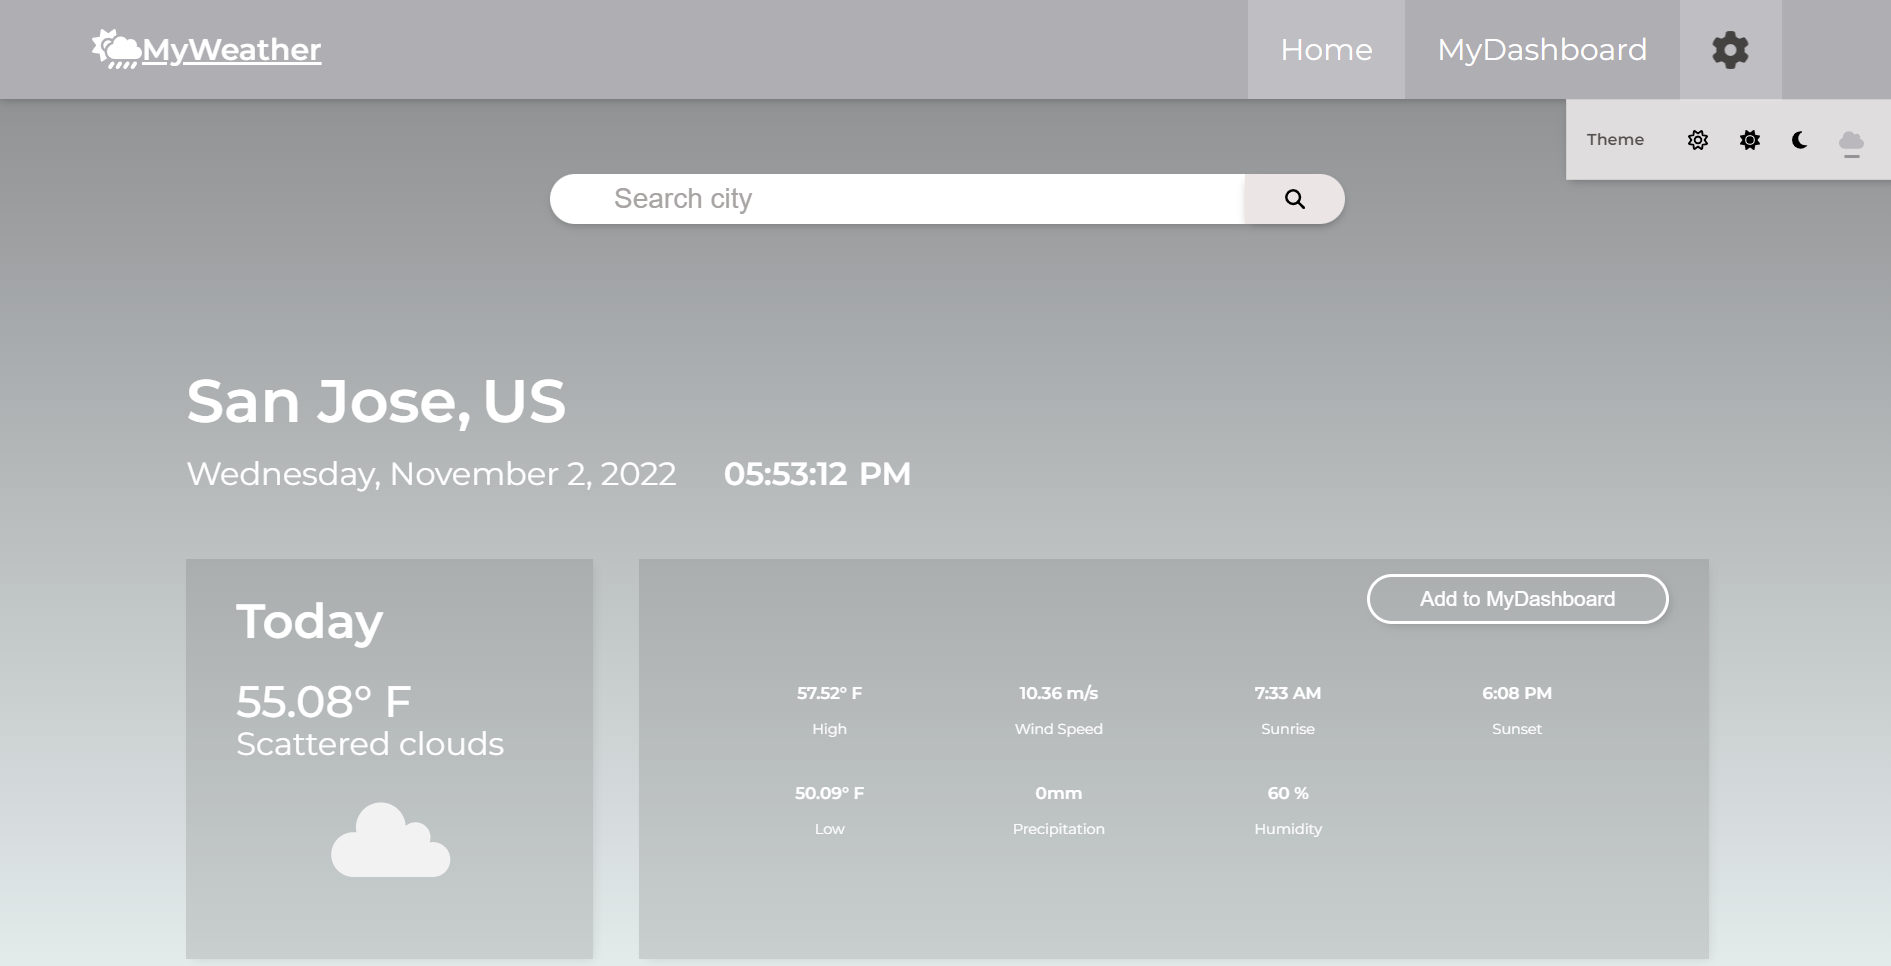 MyWeather
Home
MyDashboard
Theme
Search city
San Jose, US
Wednesday, November 2, 2022 05:53:12 PM
Today
55.08° F
Scattered clouds
Add to MyDashboard
57.52° F
High
10.36 m/s
Wind Speed
7:33 AM
Sunrise
6:08 PM
Sunset
50.09° F
Low
0mm
Precipitation
60 %
Humidity